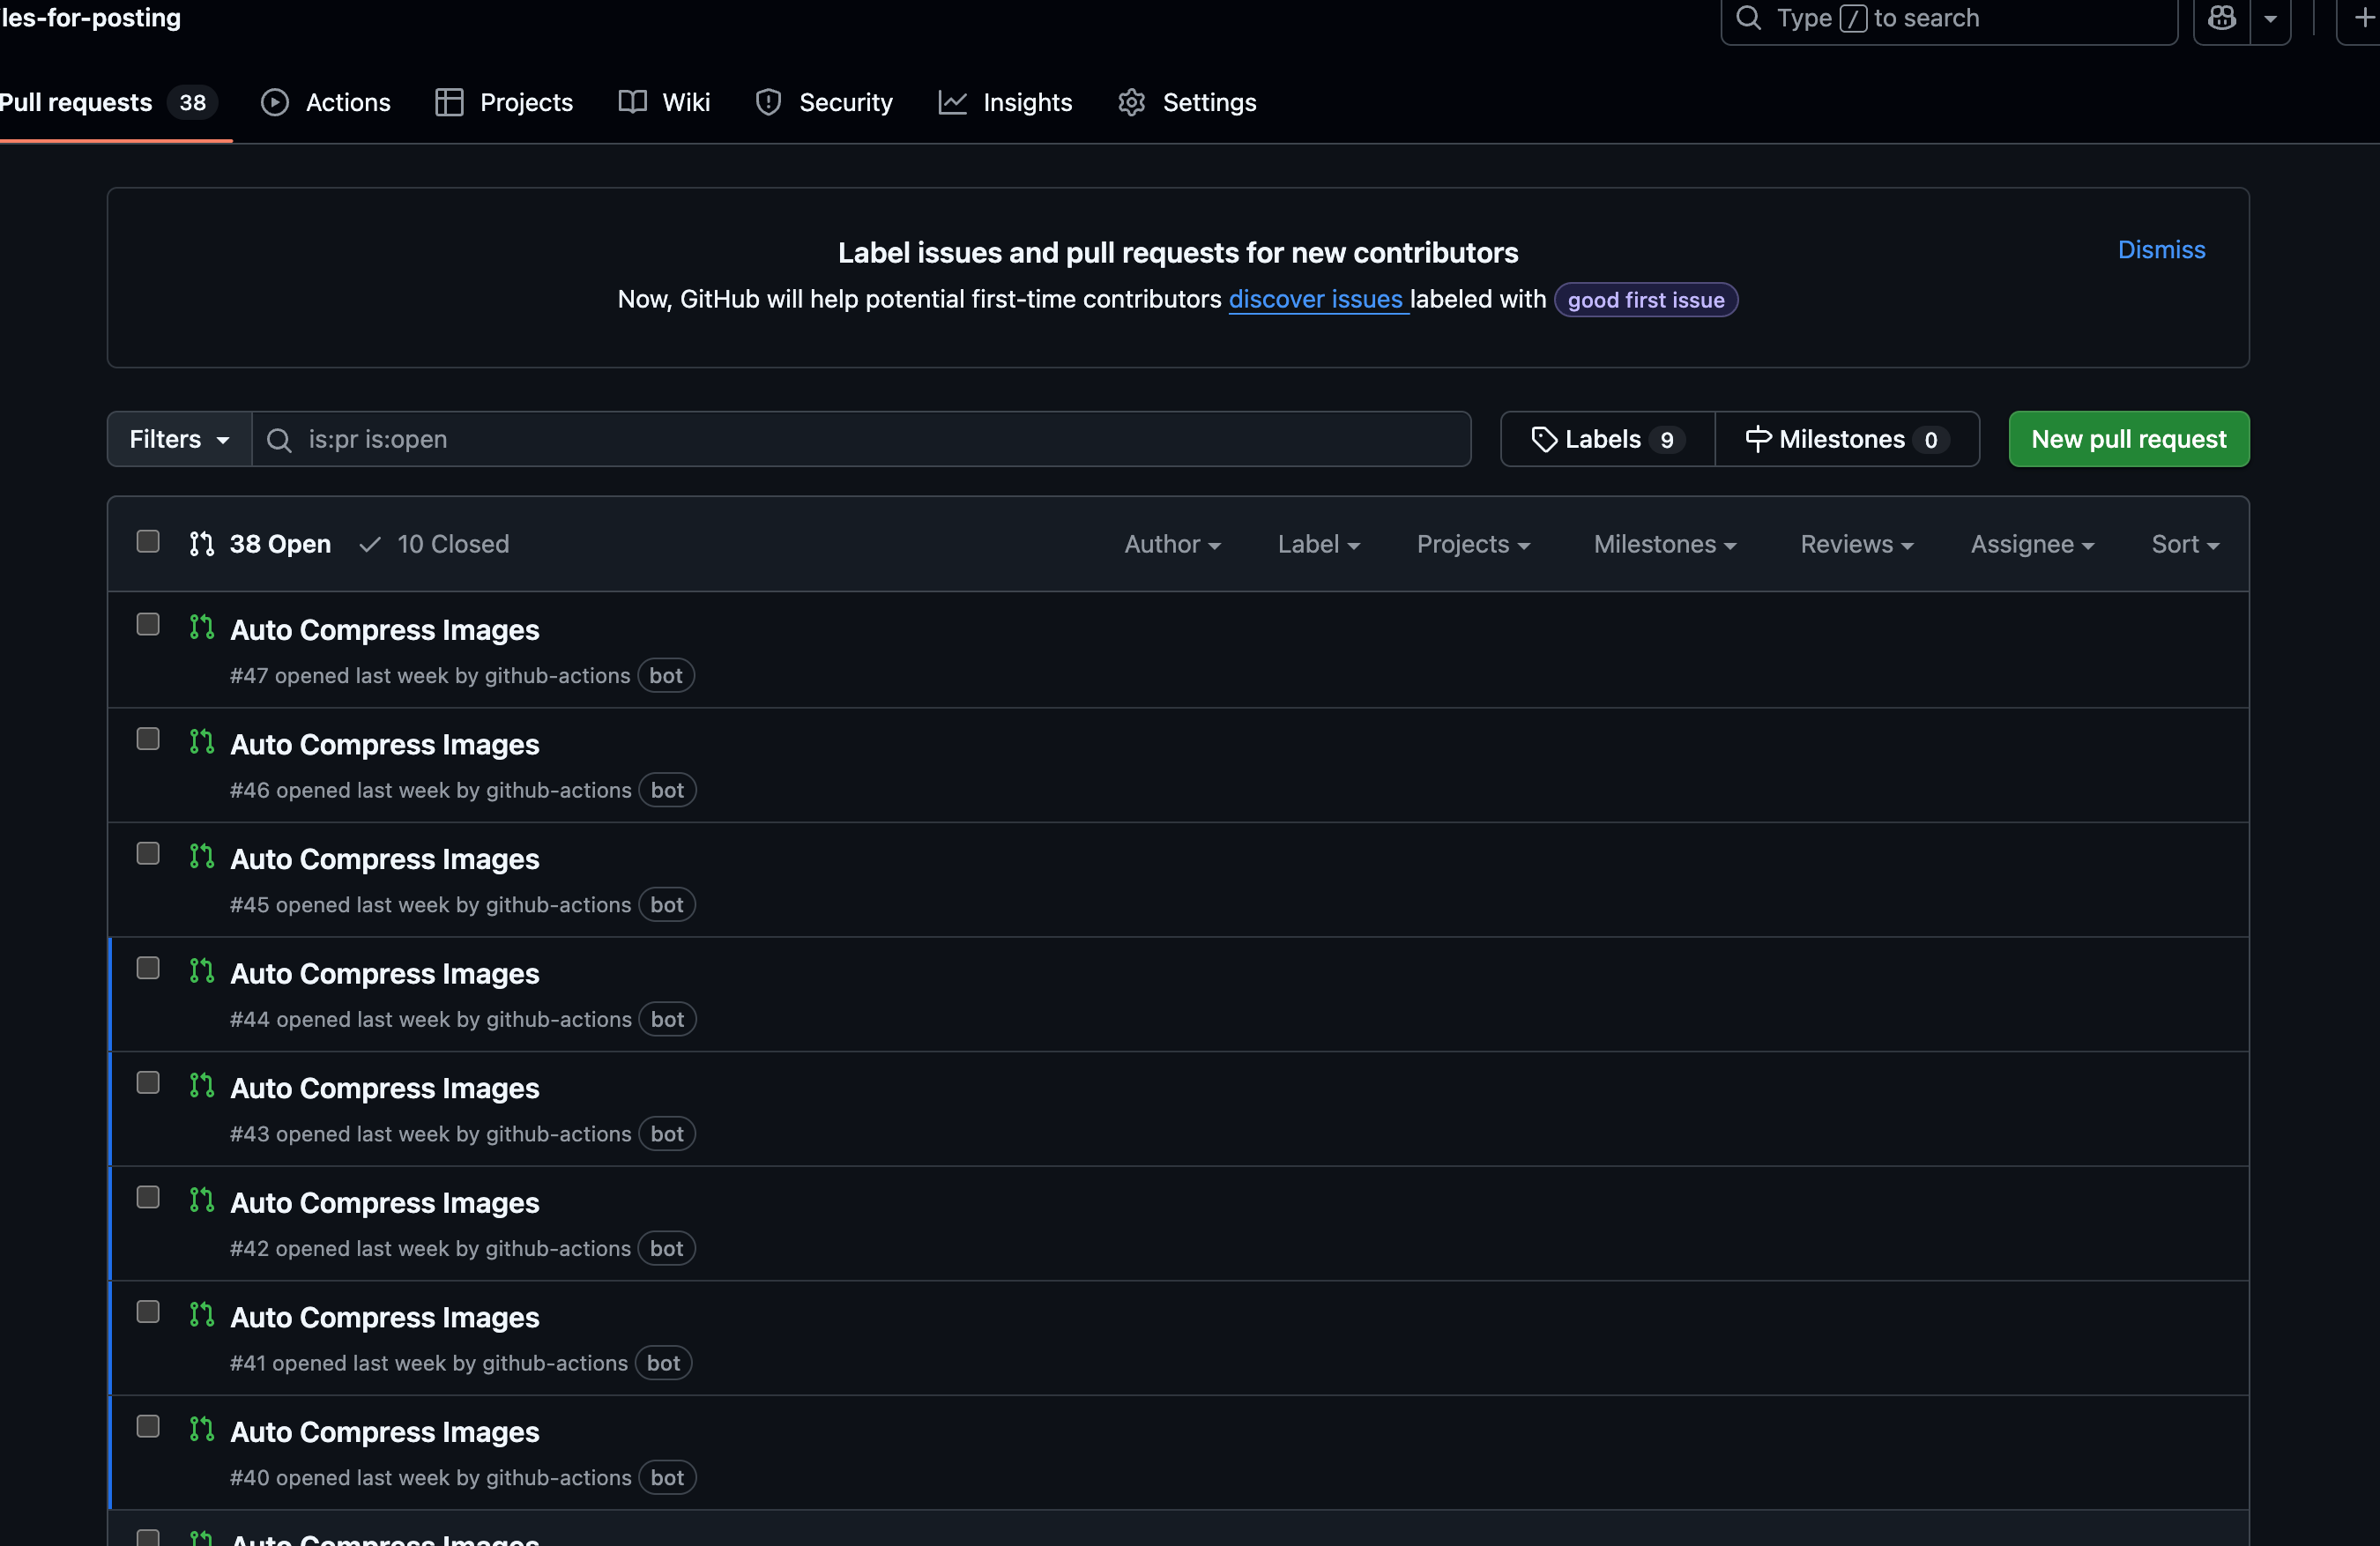 les-for-posting
Type / to search
Pull requests 38 Actions Projects Wiki Security Insights Settings
Label issues and pull requests for new contributors
Dismiss
Now, GitHub will help potential first-time contributors discover issues labeled with good first issue
Filters is:pr is:open Labels 9 Milestones 0 New pull request
38 Open 10 Closed Author Label Projects Milestones Reviews Assignee Sort
Auto Compress Images
#47 opened last week by github-actions bot
Auto Compress Images
#46 opened last week by github-actions bot
Auto Compress Images
#45 opened last week by github-actions bot
Auto Compress Images
#44 opened last week by github-actions bot
Auto Compress Images
#43 opened last week by github-actions bot
Auto Compress Images
#42 opened last week by github-actions bot
Auto Compress Images
#41 opened last week by github-actions bot
Auto Compress Images
#40 opened last week by github-actions bot
Auto Compress Images